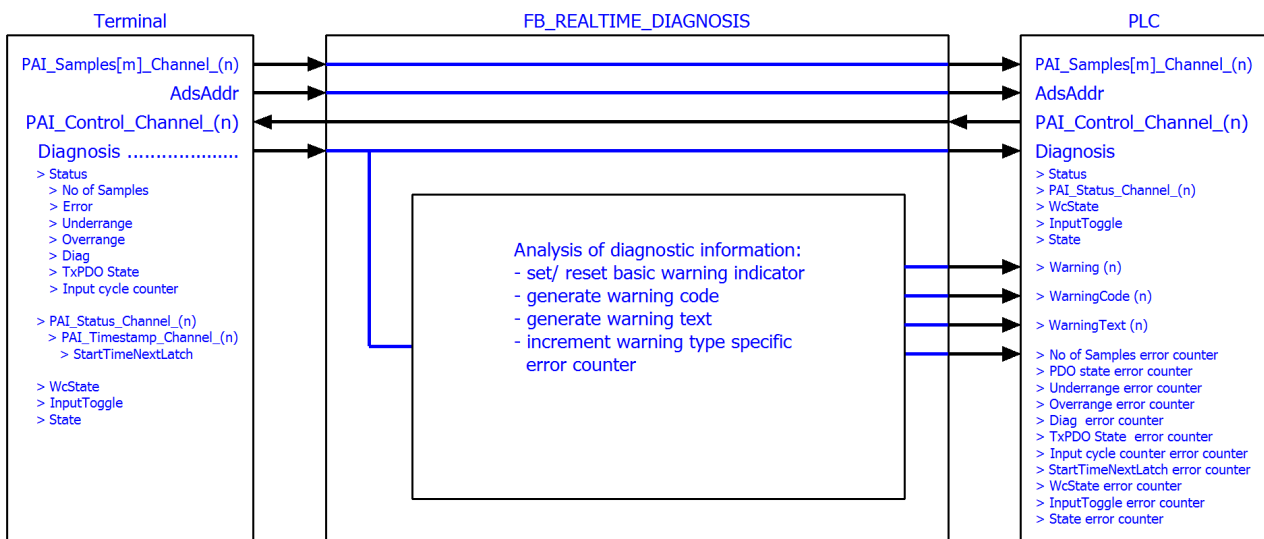 Terminal
FB_REALTIME_DIAGNOSIS
PLC
PAI_Samples[m]_Channel_(n)
AdsAddr
PAI_Control_Channel_(n)
Diagnosis .....................
> Status
> No of Samples
> Error
> Underrange
> Overrange
> Diag
> TxPDO State
> Input cycle counter
> PAI_Status_Channel_(n)
> PAI_Timestamp_Channel_(n)
> StartTimeNextLatch
> WcState
> InputToggle
> State
Analysis of diagnostic information:
- set/ reset basic warning indicator
- generate warning code
- generate warning text
- increment warning type specific
error counter
PAI_Samples[m]_Channel_(n)
AdsAddr
PAI_Control_Channel_(n)
Diagnosis
> Status
> PAI_Status_Channel_(n)
> WcState
> InputToggle
> State
> Warning (n)
> WarningCode (n)
> WarningText (n)
> No of Samples error counter
> PDO state error counter
> Underrange error counter
> Overrange error counter
> Diag  error counter
> TxPDO State  error counter
> Input cycle counter error counter
> StartTimeNextLatch error counter
> WcState error counter
> InputToggle error counter
> State error counter